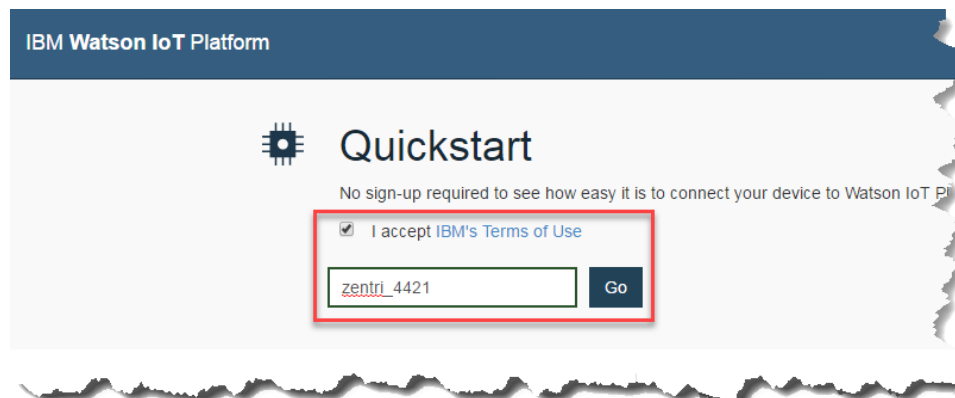 IBM Watson IoT Platform
Quickstart
No sign-up required to see how easy it is to connect your device to Watson IoT
I accept IBM's Terms of Use
zentri_4421
Go